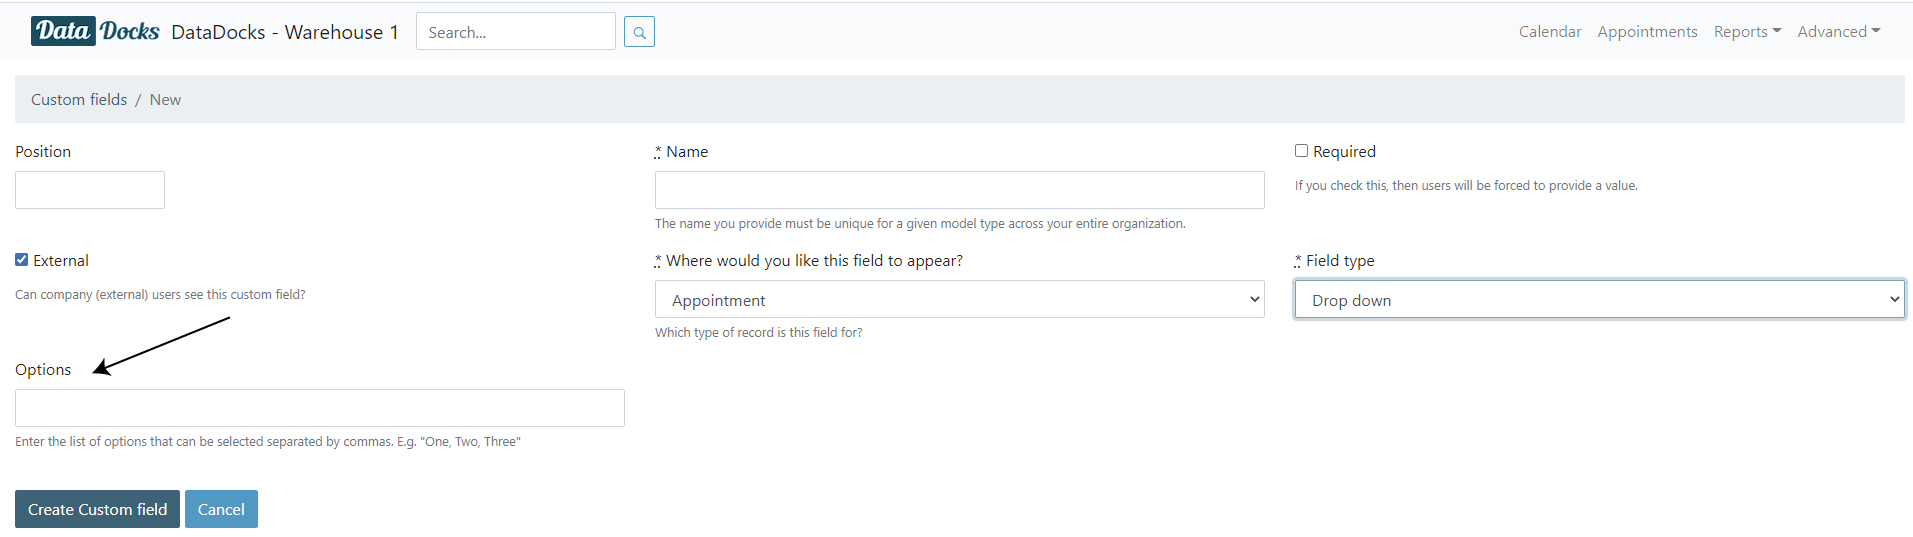 Data Docks DataDocks - Warehouse 1 Search... Calendar Appointments Reports Advanced
Custom fields / New
Position
* Name
The name you provide must be unique for a given model type across your entire organization.
Required
If you check this, then users will be forced to provide a value.
External
Can company (external) users see this custom field?
* Where would you like this field to appear?
Appointment
Which type of record is this field for?
* Field type
Drop down
Options
Enter the list of options that can be selected separated by commas. E.g. "One, Two, Three"
Create Custom field Cancel